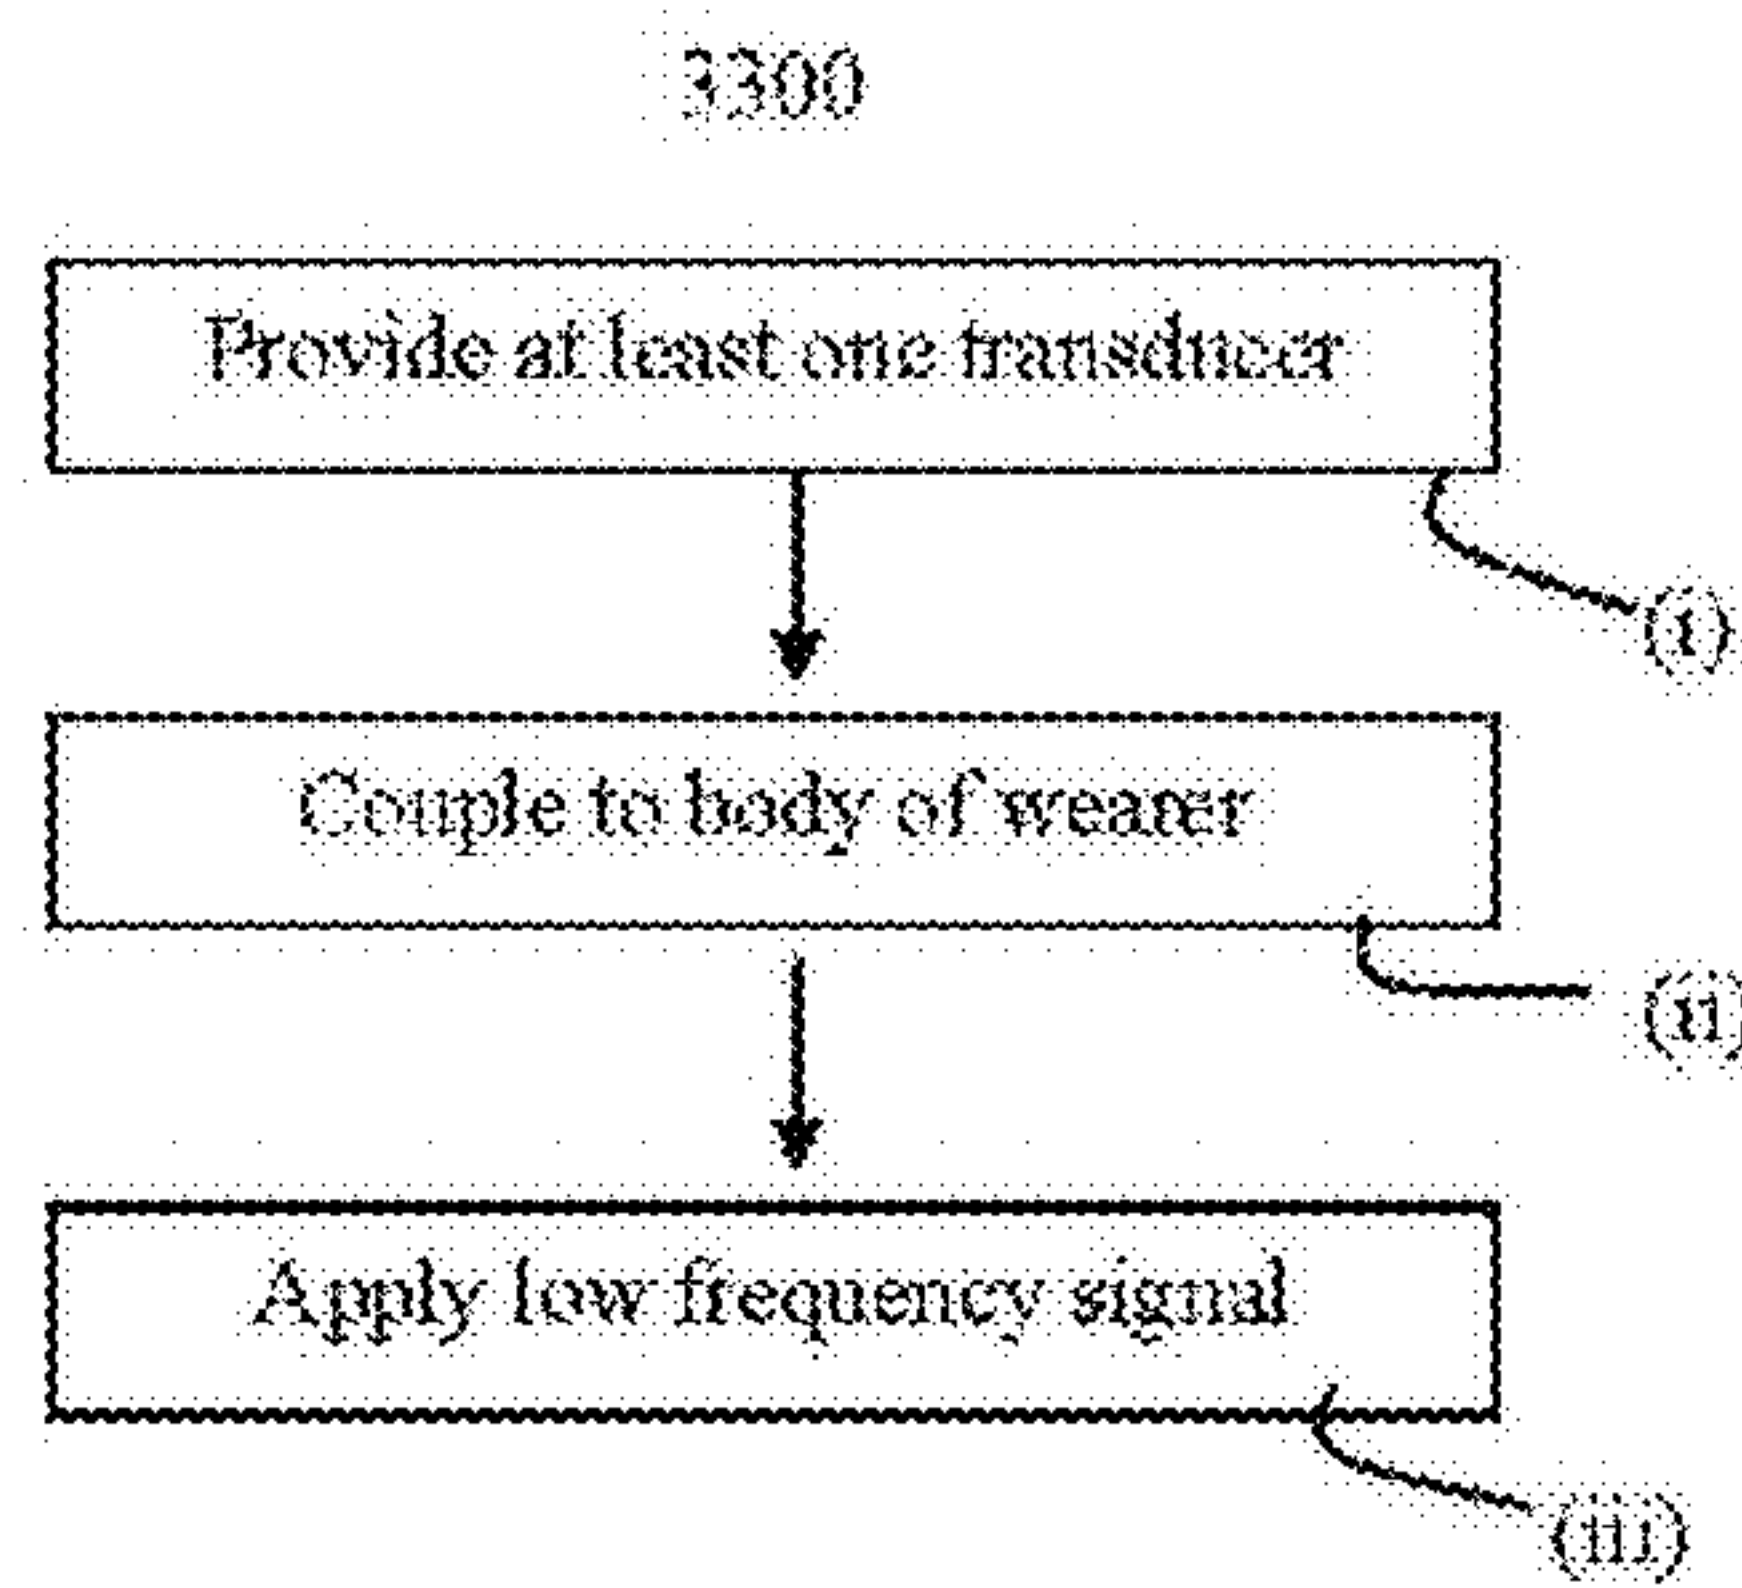 3300
Provide at least one transducer
(i)
Couple to body of wearer
(ii)
Apply low frequency signal
(iii)